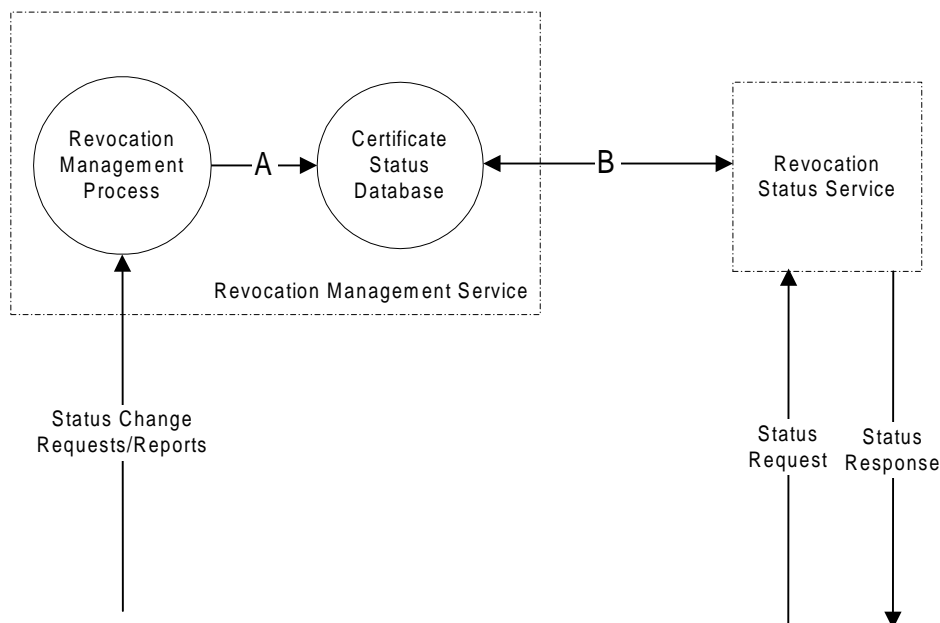 Revocation
Management
Process
A
Certificate
Status
Database
B
Revocation
Status Service
Revocation Management Service
Status Change
Requests/Reports
Status
Request
Status
Response